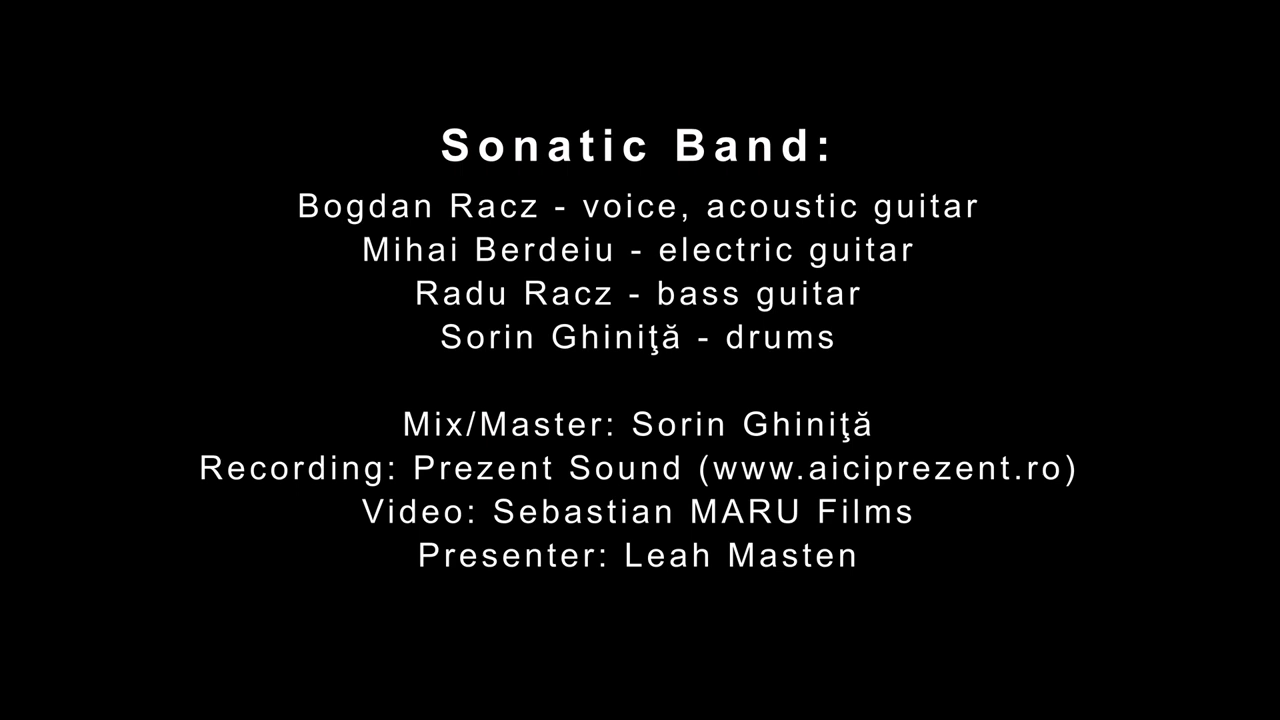 Sonatic Band:
Bogdan Racz - voice, acoustic guitar
Mihai Berdeiu - electric guitar
Radu Racz - bass guitar
Sorin Ghiniţă - drums
Mix/Master: Sorin Ghiniţă
Recording: Prezent Sound (www.aiciprezent.ro)
Video: Sebastian MARU Films
Presenter: Leah Masten